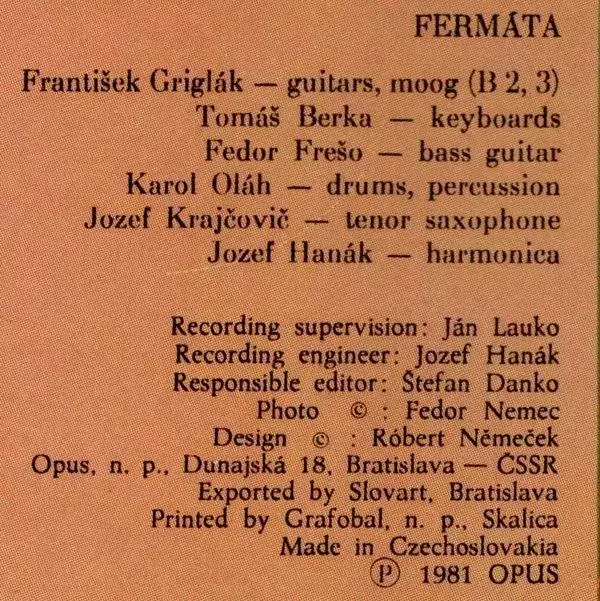 FERMÁTA
František Griglák — guitars, moog (B 2, 3)
Tomáš Berka — keyboards
Fedor Frešo — bass guitar
Karol Oláh — drums, percussion
Jozef Krajčovič — tenor saxophone
Jozef Hanák — harmonica
Recording supervision: Ján Lauko
Recording engineer: Jozef Hanák
Responsible editor: Štefan Danko
Photo © : Fedor Nemec
Design © : Róbert Němeček
Opus, n. p., Dunajská 18, Bratislava — ČSSR
Exported by Slovart, Bratislava
Printed by Grafobal, n. p., Skalica
Made in Czechoslovakia
Ⓟ 1981 OPUS